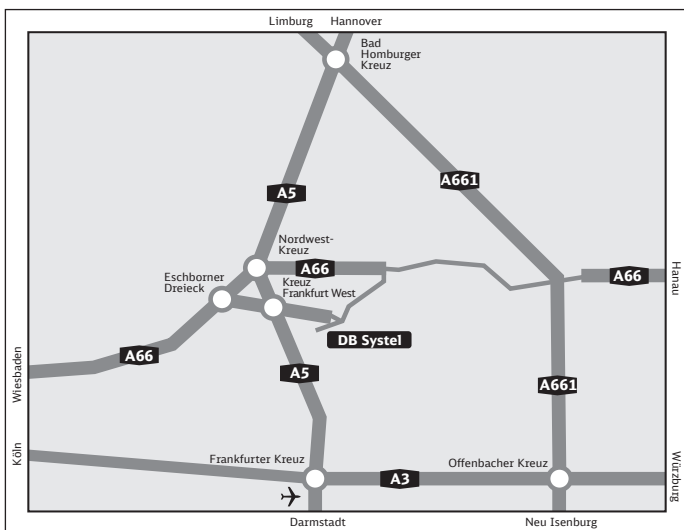 Limburg
Hannover
Bad
Homburger
Kreuz
A661
A5
Nordwest-
Kreuz
A66
Eschborner
Dreieck
Kreuz
Frankfurt West
A66
Hanau
DB Systel
A66
Wiesbaden
A5
A661
Köln
Frankfurter Kreuz
A3
Offenbacher Kreuz
Würzburg
Darmstadt
Neu Isenburg